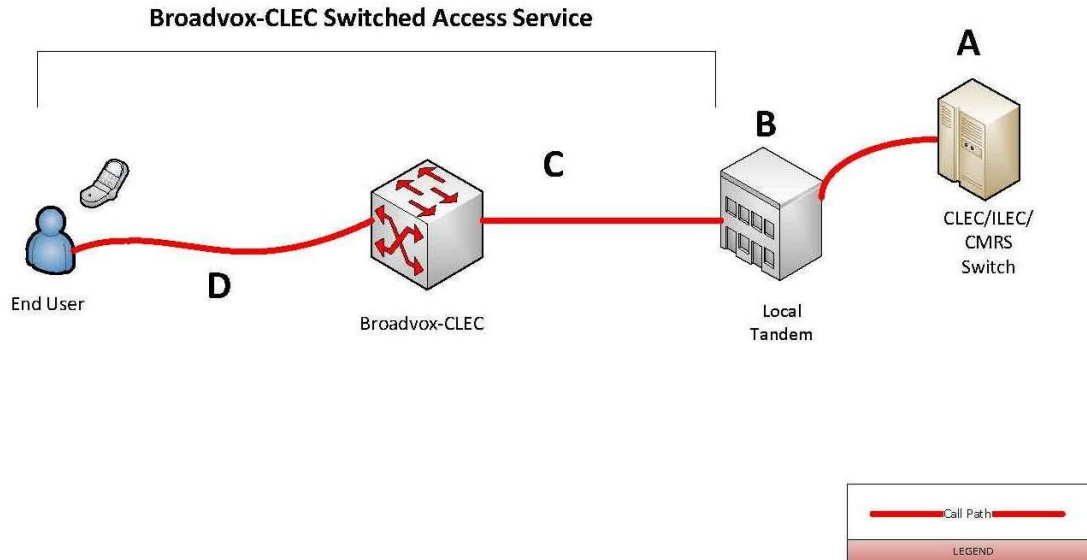 Broadvox-CLEC Switched Access Service
A
B
C
CLEC/ILEC/
CMRS
Switch
D
End User
Broadvox-CLEC
Local
Tandem
Call Path
LEGEND